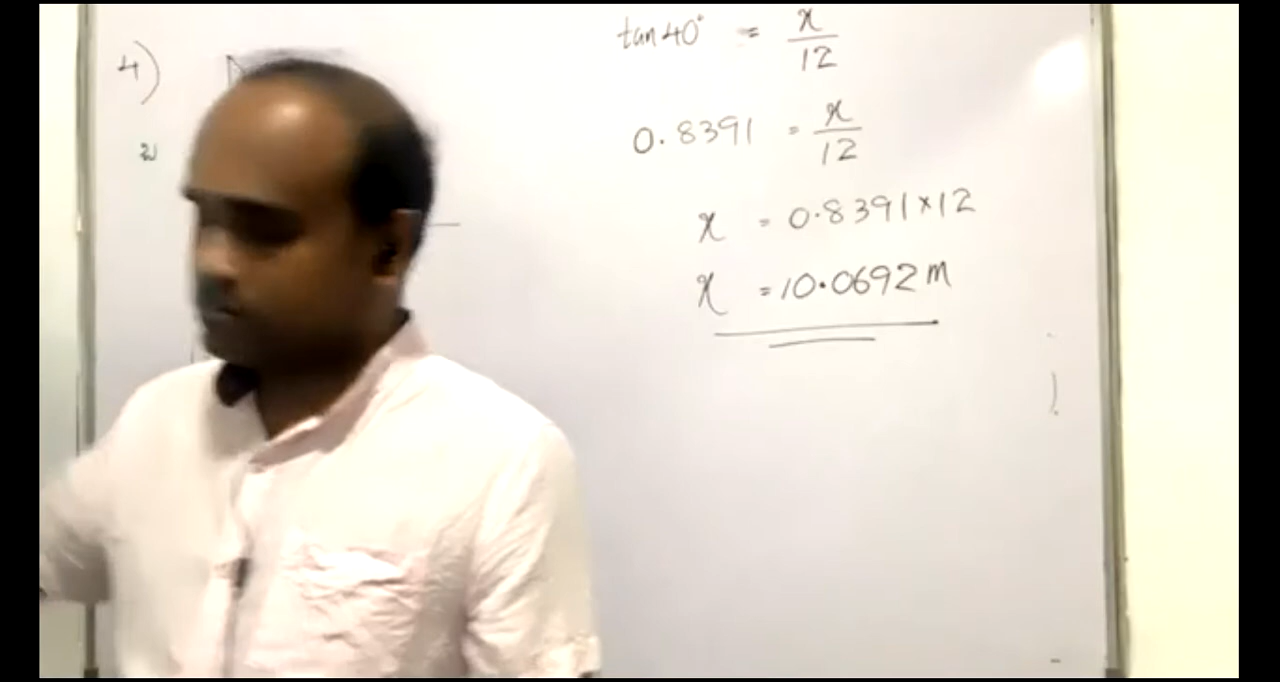 4)
tan 40° = x/12
0.8391 = x/12
x = 0.8391 × 12
x = 10.0692 m